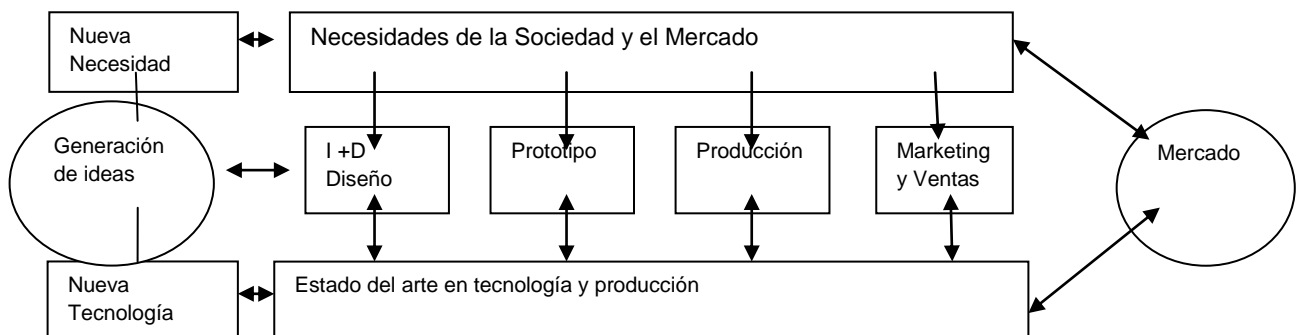 Nueva
Necesidad
Necesidades de la Sociedad y el Mercado
Generación
de ideas
I +D
Diseño
Prototipo
Producción
Marketing
y Ventas
Mercado
Nueva
Tecnología
Estado del arte en tecnología y producción